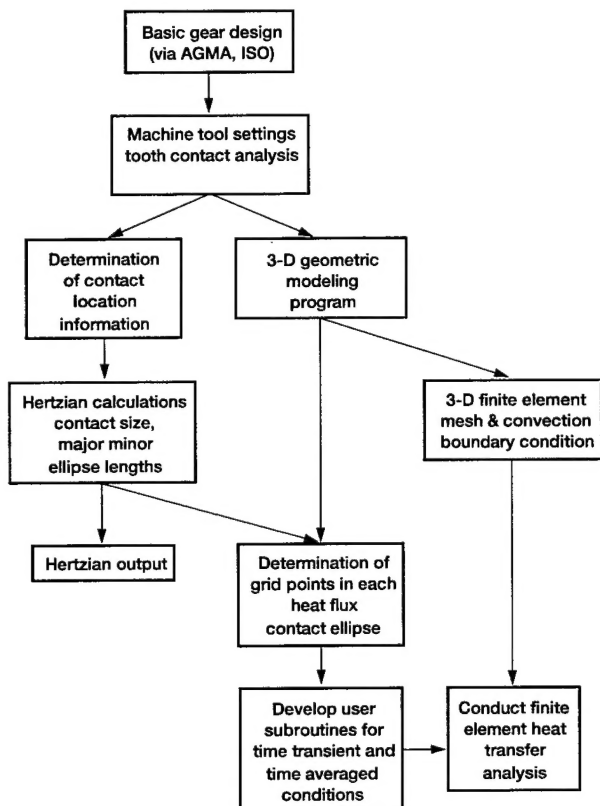 Basic gear design
(via AGMA, ISO)
Machine tool settings
tooth contact analysis
Determination
of contact
location
information
3-D geometric
modeling
program
Hertzian calculations
contact size,
major minor
ellipse lengths
3-D finite element
mesh & convection
boundary condition
Hertzian output
Determination of
grid points in each
heat flux
contact ellipse
Develop user
subroutines for
time transient and
time averaged
conditions
Conduct finite
element heat
transfer
analysis